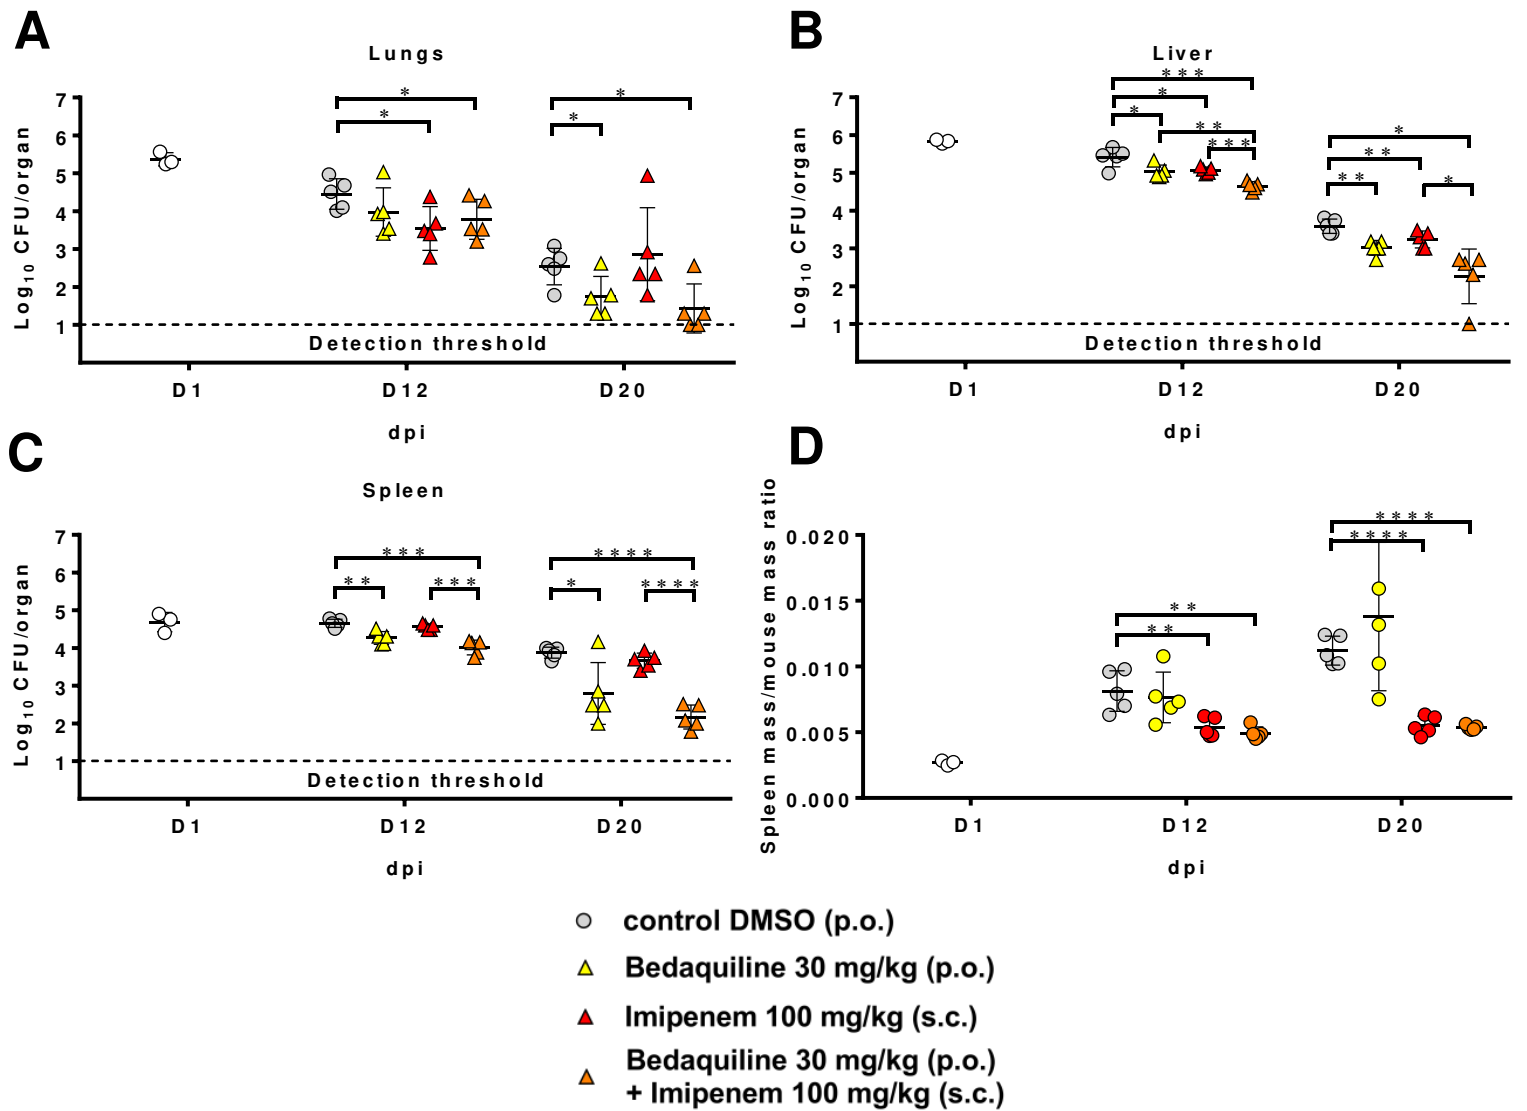 A
Lungs
Log10 CFU/organ
7
6
5
4
3
2
1
* * * *
Detection threshold
D1 D12 D20
dpi
B
Liver
Log10 CFU/organ
7
6
5
4
3
2
1
*** * * ** *** * ** ** *
Detection threshold
D1 D12 D20
dpi
C
Spleen
Log10 CFU/organ
7
6
5
4
3
2
1
*** ** *** **** * ****
Detection threshold
D1 D12 D20
dpi
D
Spleen mass/mouse mass ratio
0.020
0.015
0.010
0.005
0.000
** ** **** ****
D1 D12 D20
dpi
control DMSO (p.o.)
Bedaquiline 30 mg/kg (p.o.)
Imipenem 100 mg/kg (s.c.)
Bedaquiline 30 mg/kg (p.o.)
+ Imipenem 100 mg/kg (s.c.)